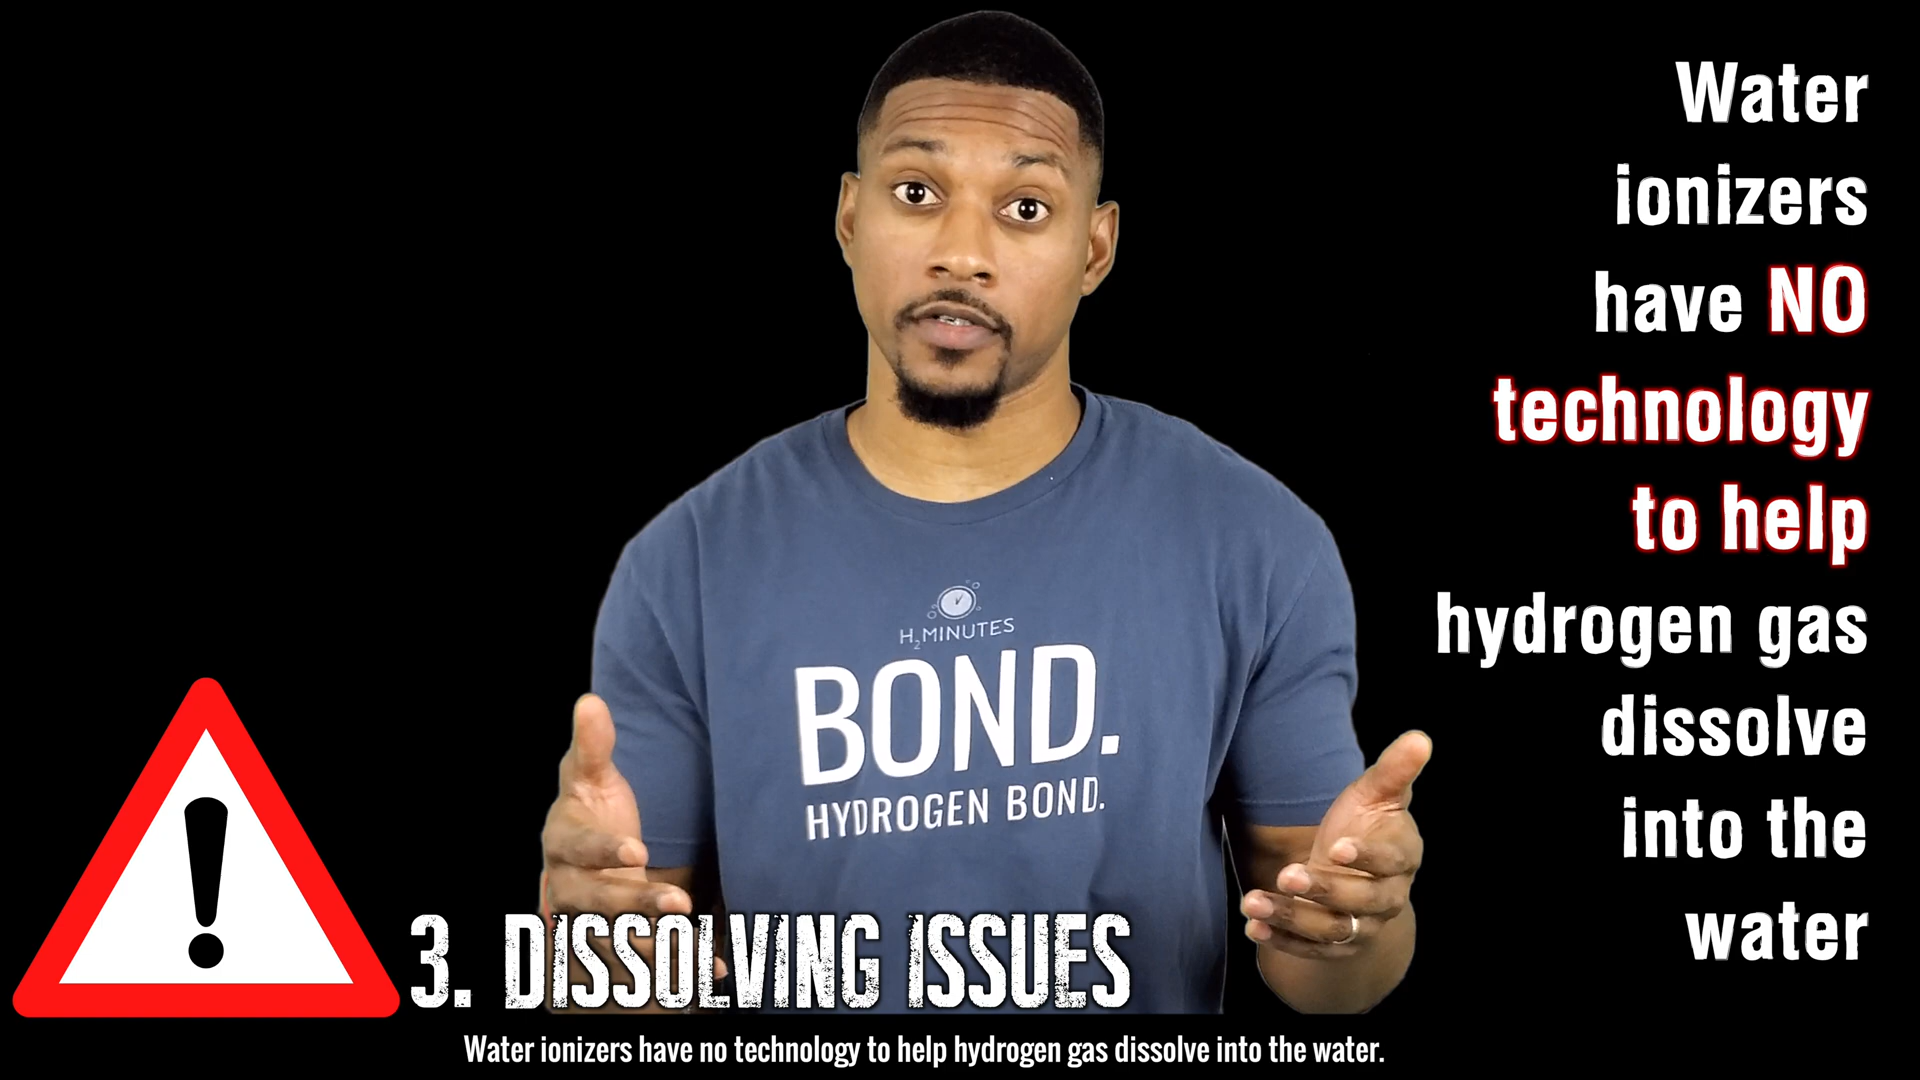 Water
ionizers
have NO
technology
to help
hydrogen gas
dissolve
into the
water
H₂MINUTES
BOND.
HYDROGEN BOND.
!
3. DISSOLVING ISSUES
Water ionizers have no technology to help hydrogen gas dissolve into the water.